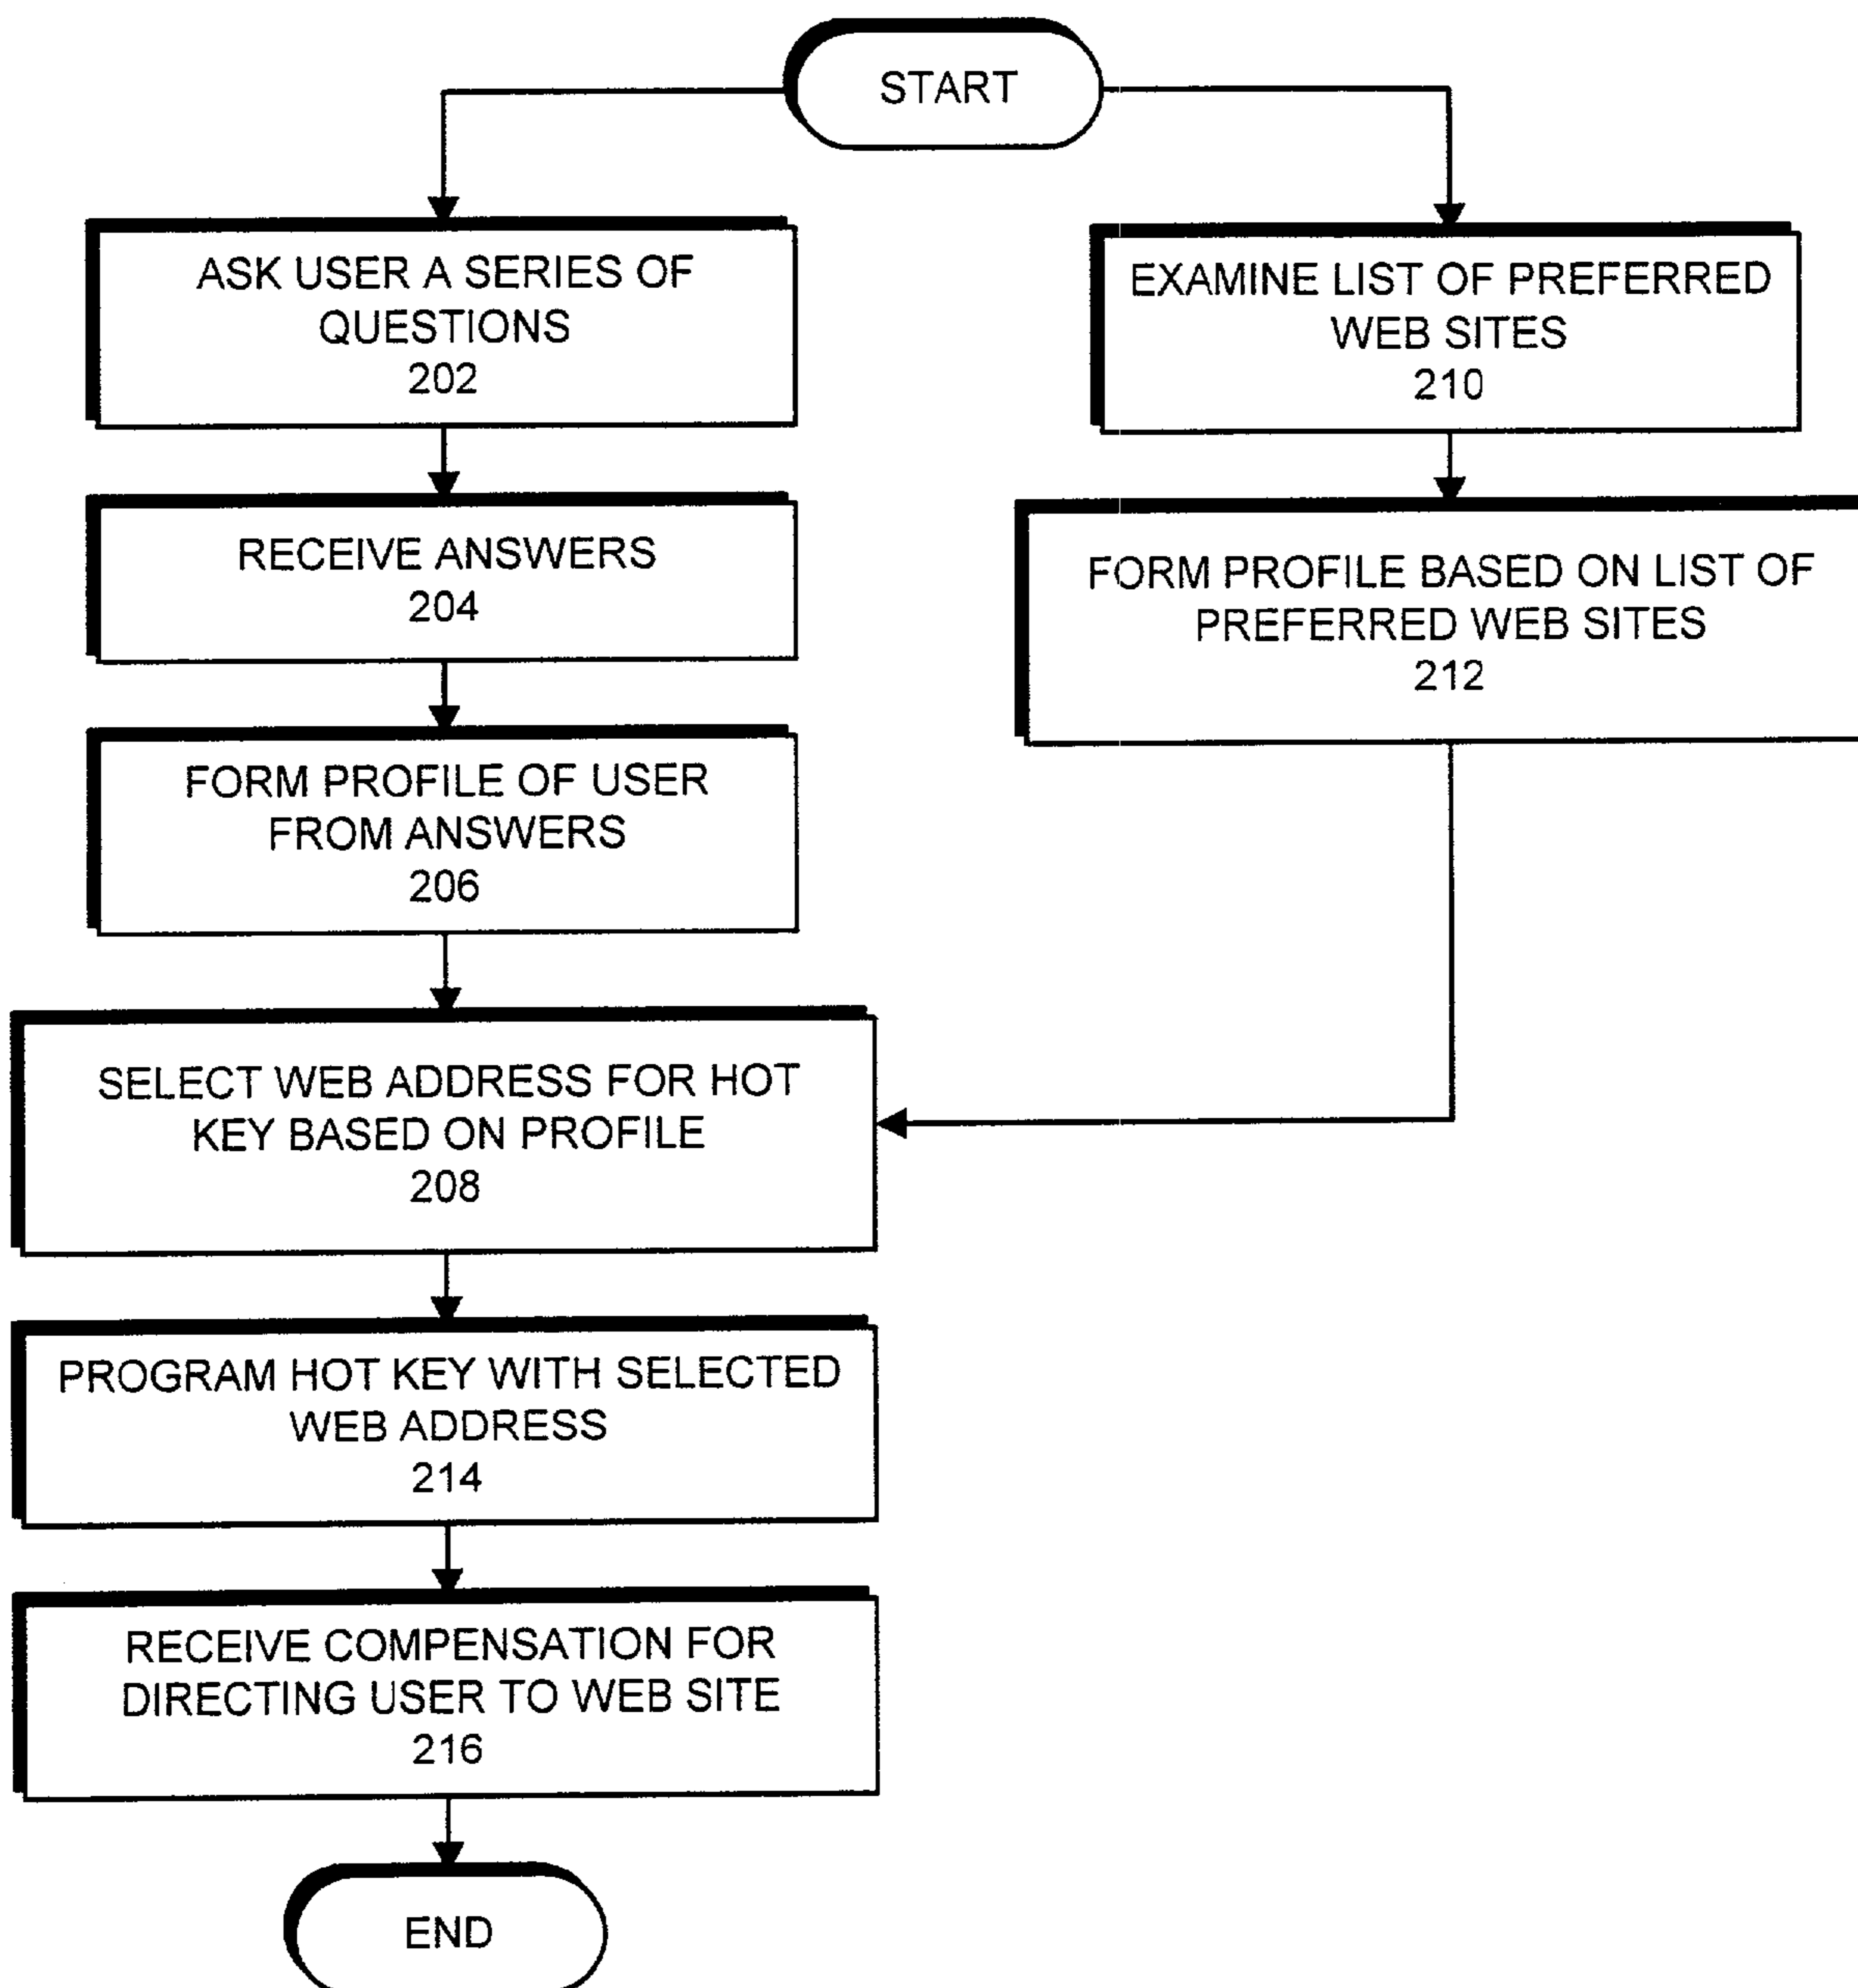 START
ASK USER A SERIES OF
QUESTIONS
202
RECEIVE ANSWERS
204
FORM PROFILE OF USER
FROM ANSWERS
206
EXAMINE LIST OF PREFERRED
WEB SITES
210
FORM PROFILE BASED ON LIST OF
PREFERRED WEB SITES
212
SELECT WEB ADDRESS FOR HOT
KEY BASED ON PROFILE
208
PROGRAM HOT KEY WITH SELECTED
WEB ADDRESS
214
RECEIVE COMPENSATION FOR
DIRECTING USER TO WEB SITE
216
END